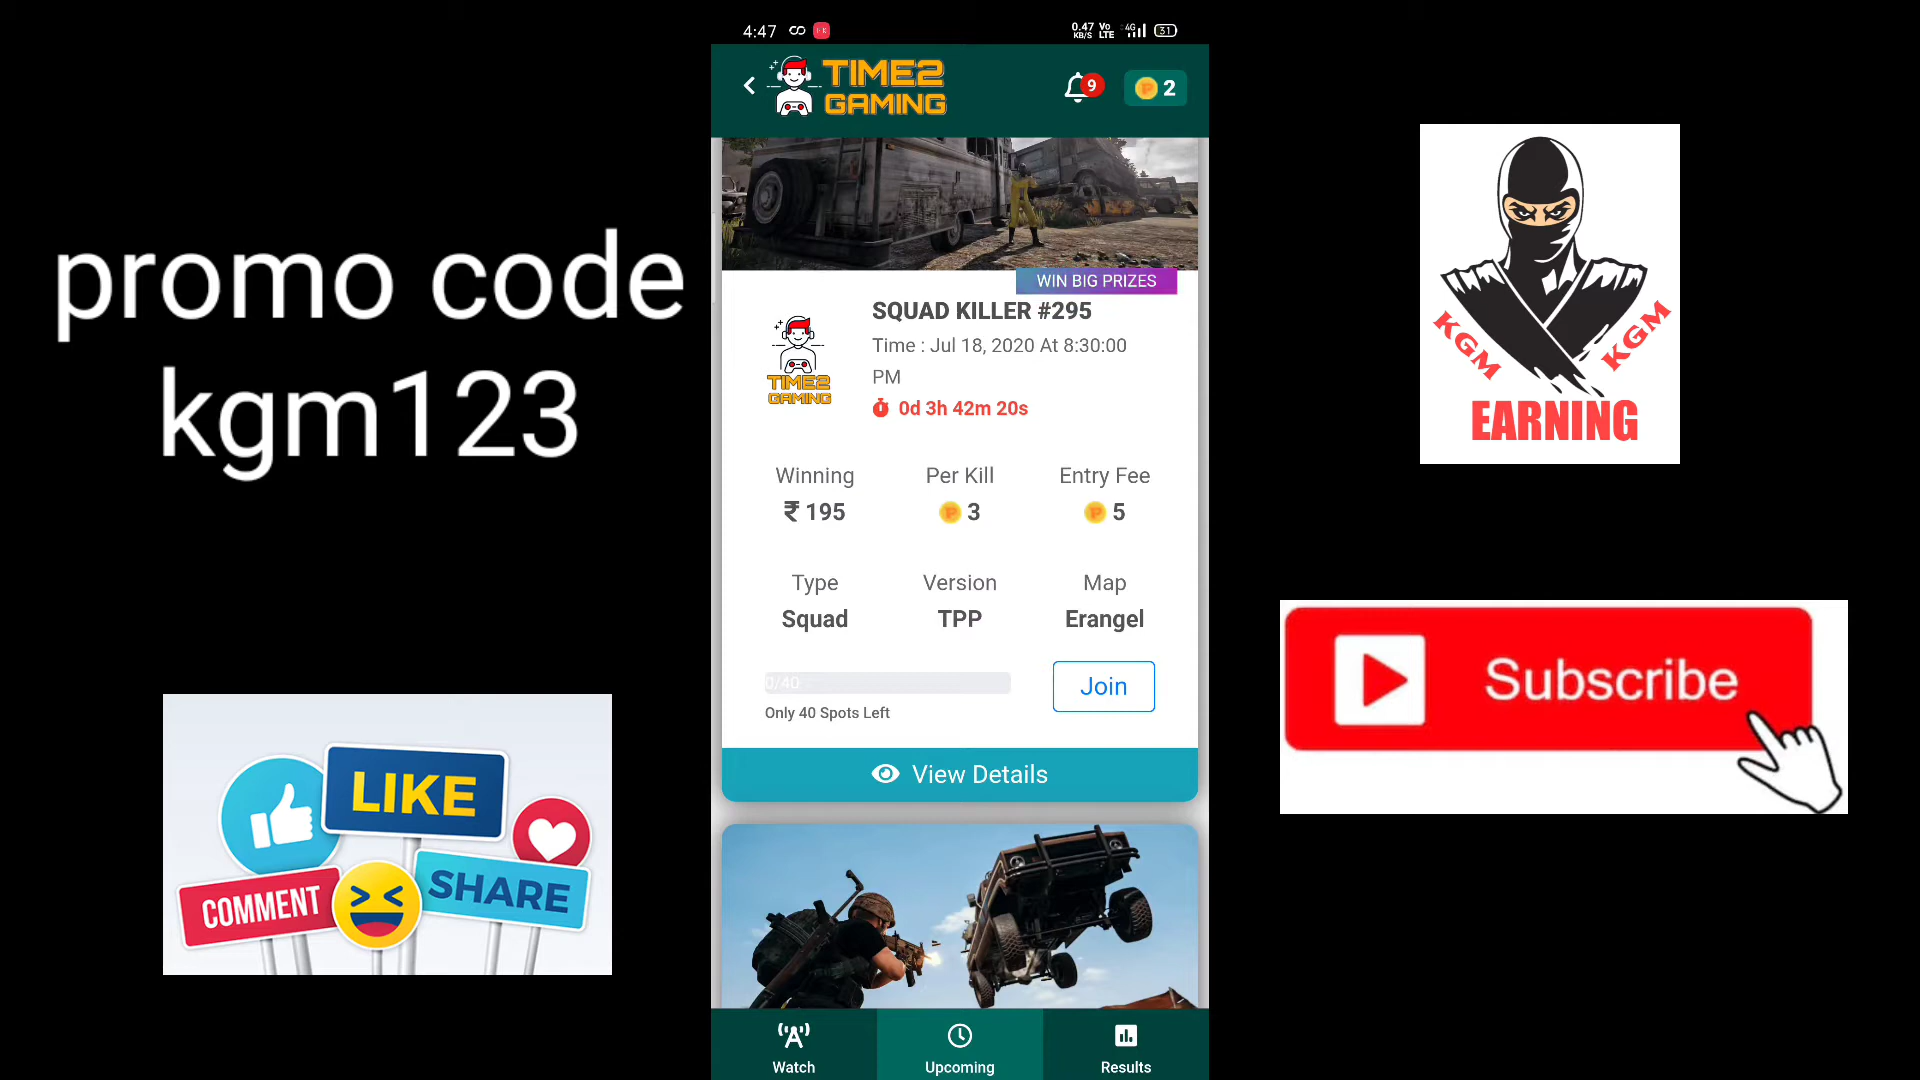 promo code
kgm123
LIKE
COMMENT
SHARE
4:47
0.47
KB/S
Vo
LTE
4G
31
TIME2
GAMING
9
2
WIN BIG PRIZES
SQUAD KILLER #295
Time : Jul 18, 2020 At 8:30:00
PM
0d 3h 42m 20s
TIME2
GAMING
Winning
Per Kill
Entry Fee
₹ 195
3
5
Type
Version
Map
Squad
TPP
Erangel
0/40
Only 40 Spots Left
Join
View Details
Watch
Upcoming
Results
KGM
KGM
EARNING
Subscribe